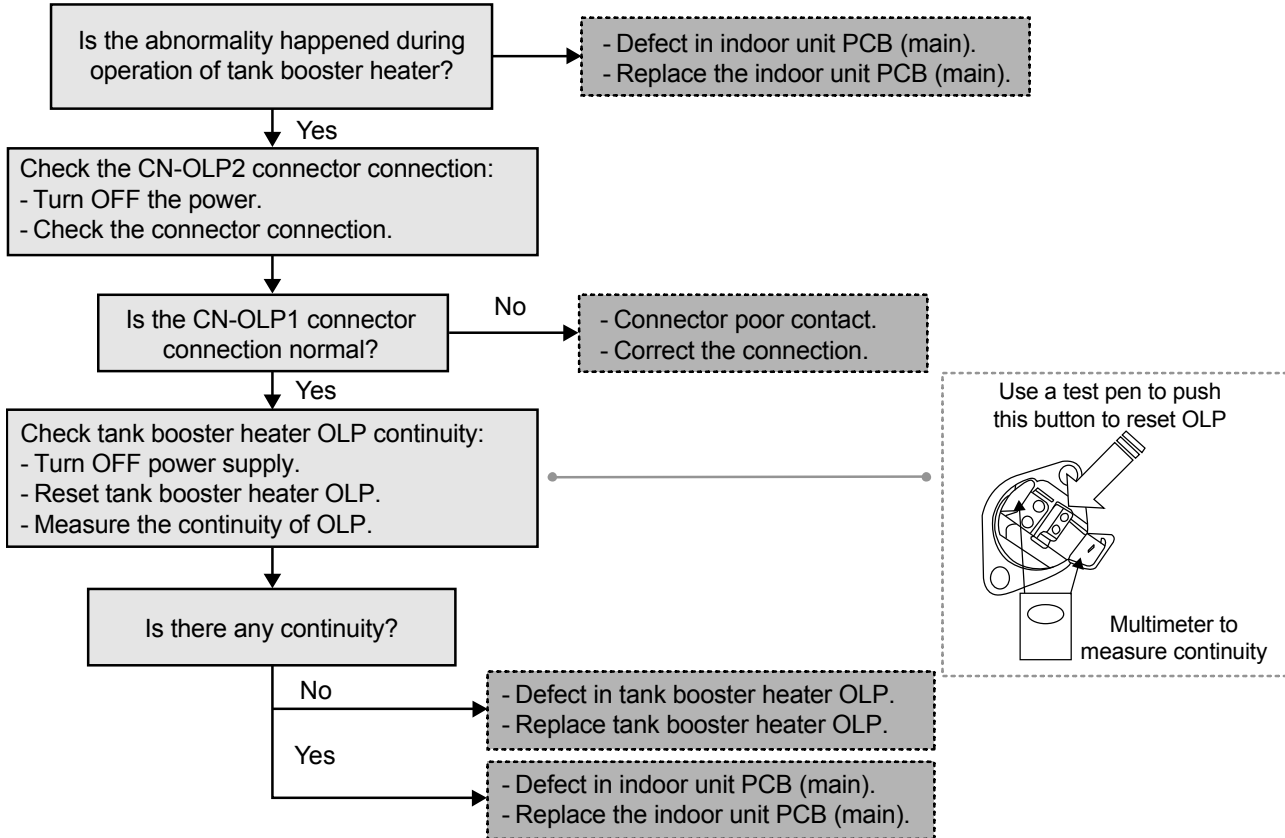 Is the abnormality happened during
operation of tank booster heater?
- Defect in indoor unit PCB (main).
- Replace the indoor unit PCB (main).
Yes
Check the CN-OLP2 connector connection:
- Turn OFF the power.
- Check the connector connection.
Is the CN-OLP1 connector
connection normal?
No
- Connector poor contact.
- Correct the connection.
Yes
Check tank booster heater OLP continuity:
- Turn OFF power supply.
- Reset tank booster heater OLP.
- Measure the continuity of OLP.
Use a test pen to push
this button to reset OLP
Multimeter to
measure continuity
Is there any continuity?
No
- Defect in tank booster heater OLP.
- Replace tank booster heater OLP.
Yes
- Defect in indoor unit PCB (main).
- Replace the indoor unit PCB (main).